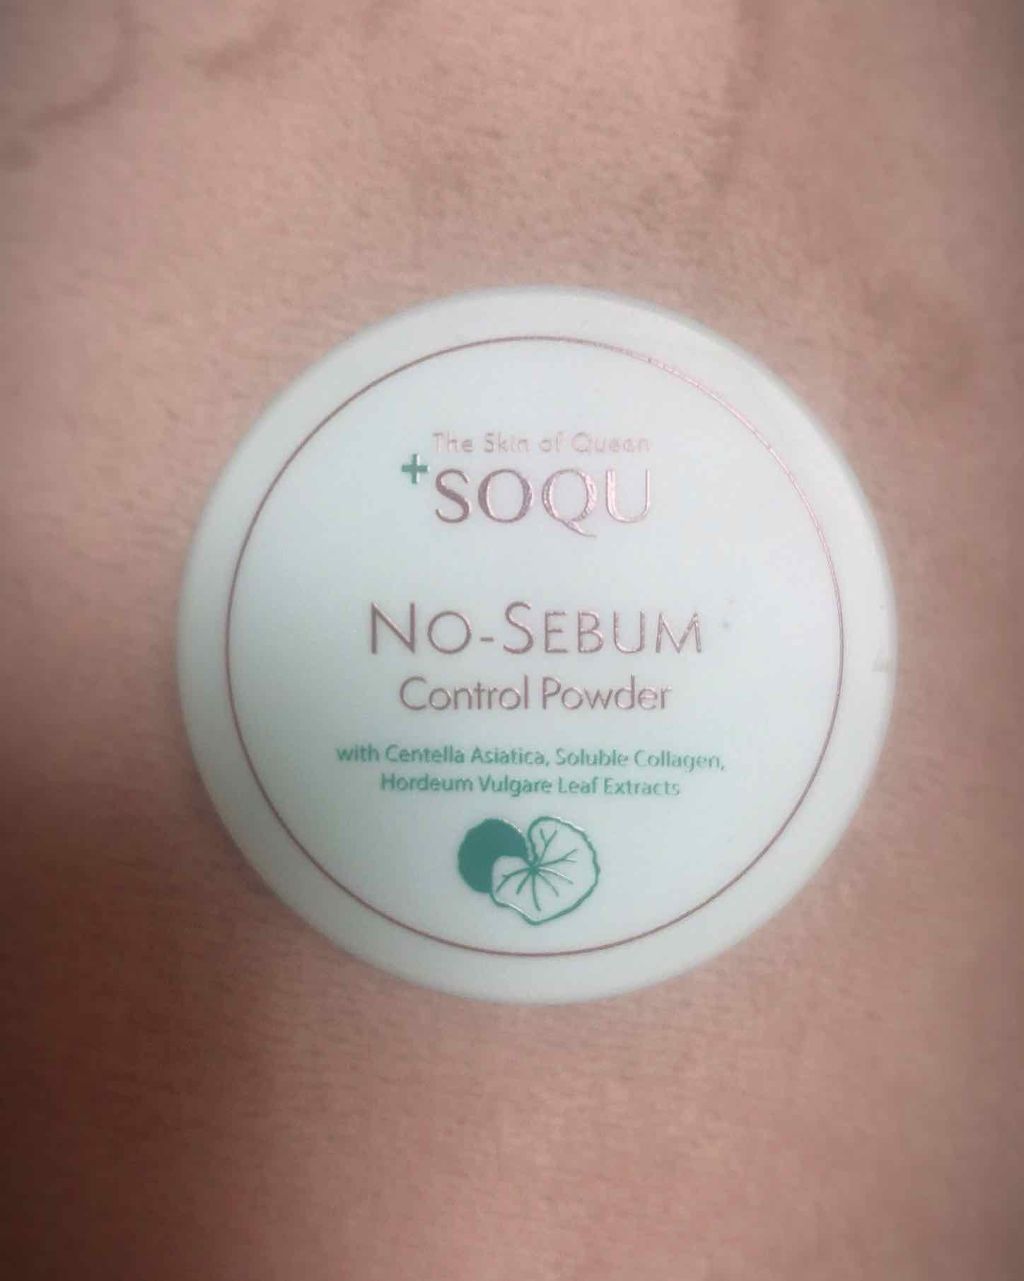 The Skin of Queen
+SOQU
No-Sebum
Control Powder
with Centella Asiatica, Soluble Collagen,
Hordeum Vulgare Leaf Extracts